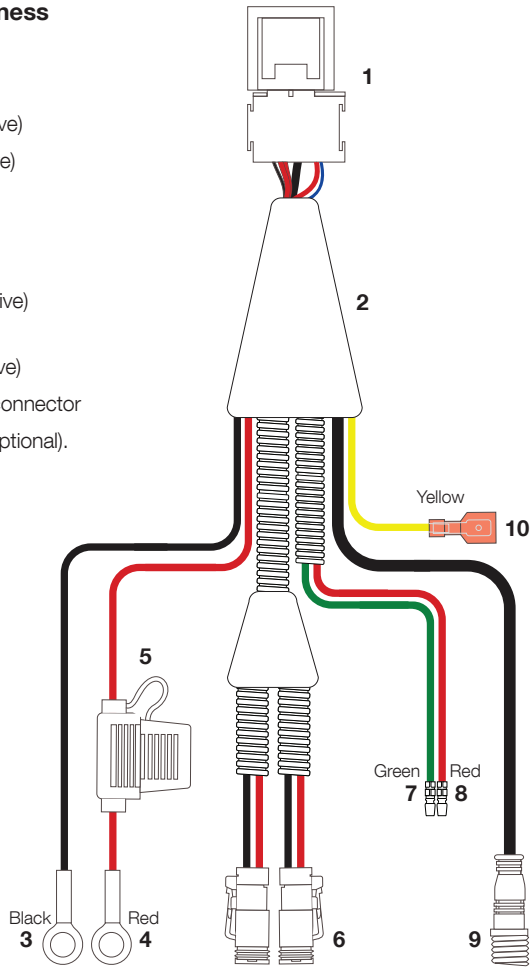 ness
1
ve)
e)
2
ive)
ve)
onnector
ptional).
Yellow
10
5
Green Red
7 8
Black Red
3 4 6 9